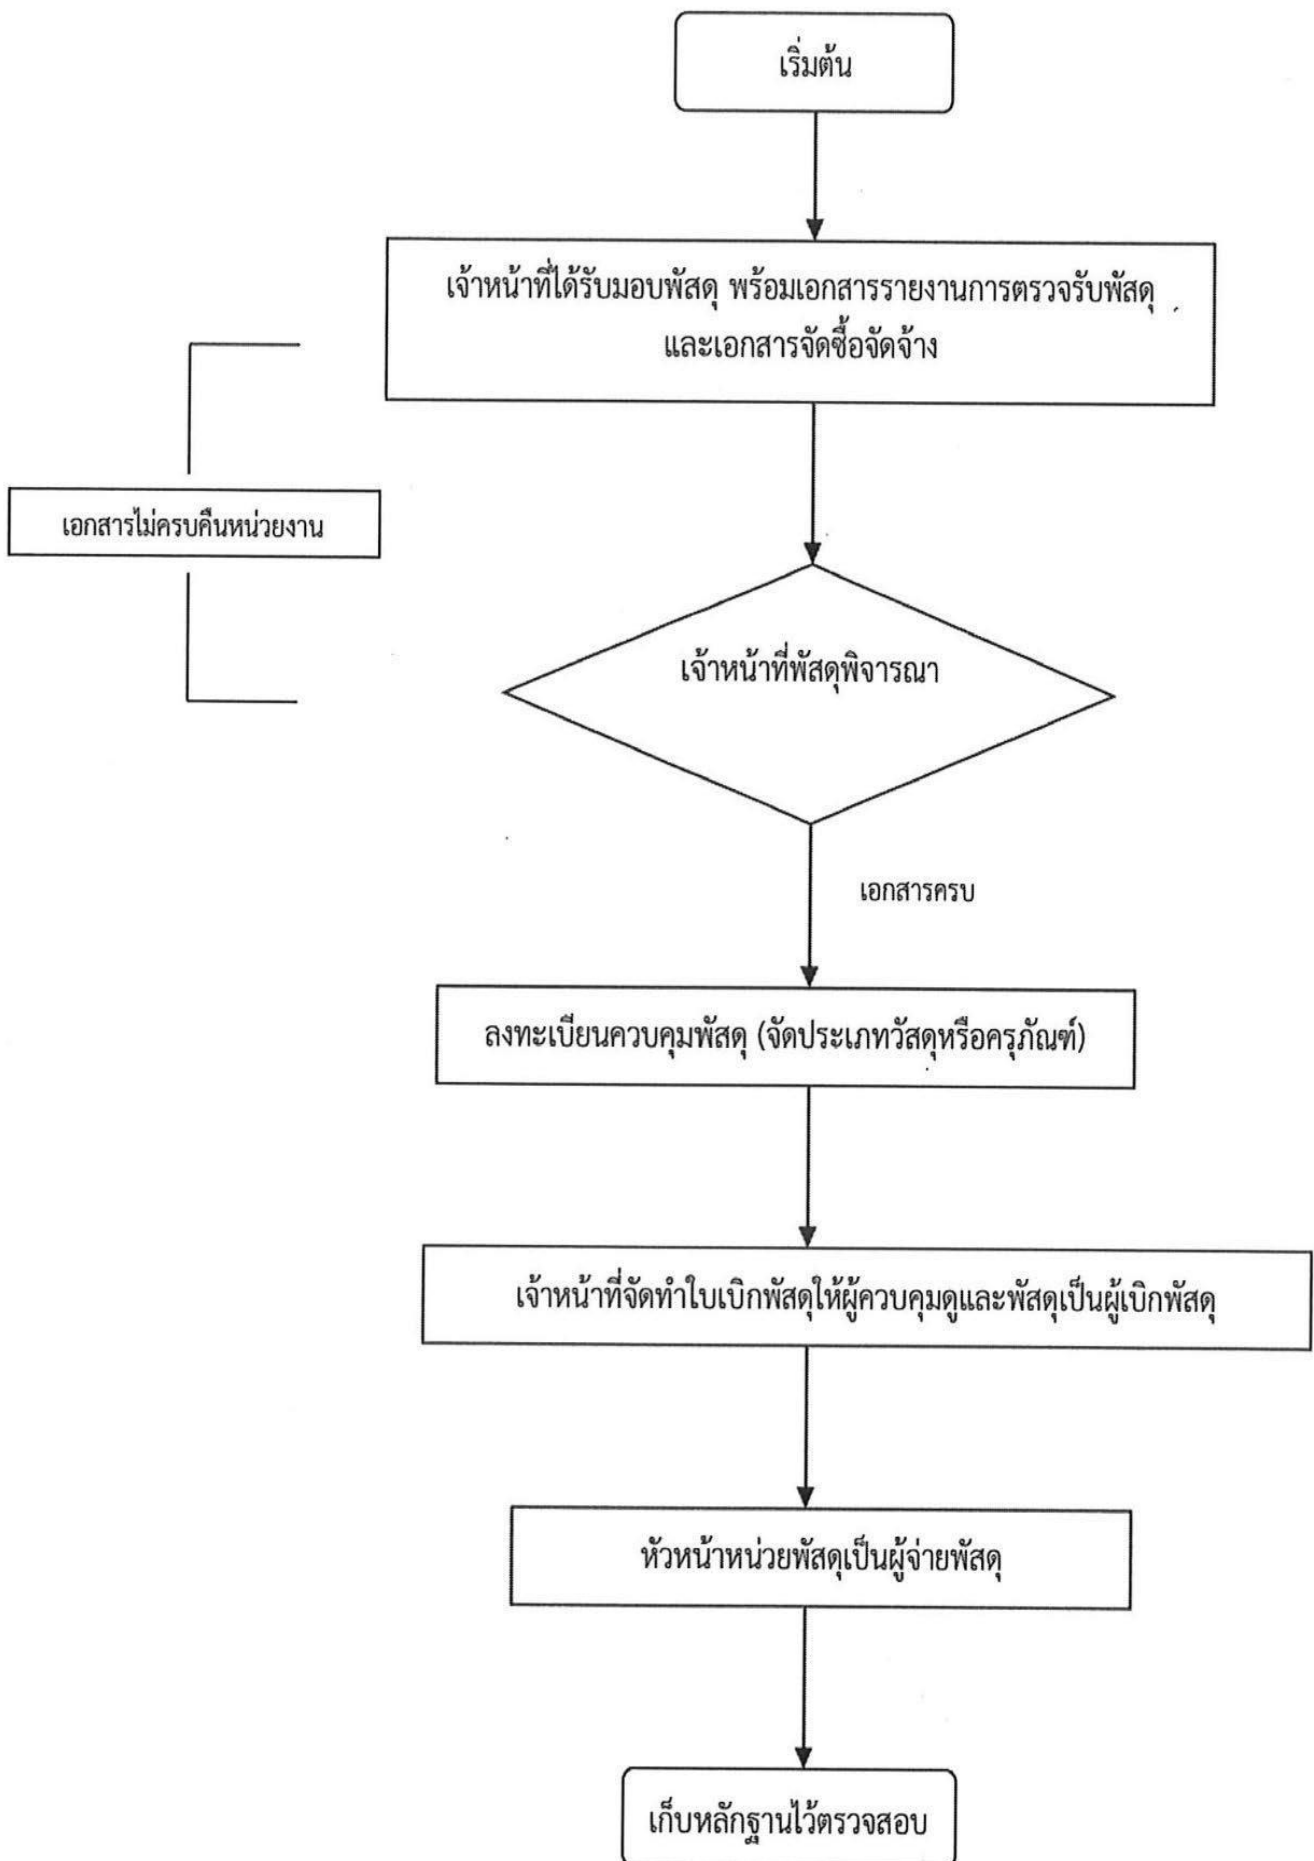 เริ่มต้น
เจ้าหน้าที่ได้รับมอบพัสดุ พร้อมเอกสารรายงานการตรวจรับพัสดุ
และเอกสารจัดซื้อจัดจ้าง
เอกสารไม่ครบคืนหน่วยงาน
เจ้าหน้าที่พัสดุพิจารณา
เอกสารครบ
ลงทะเบียนควบคุมพัสดุ (จัดประเภทวัสดุหรือครุภัณฑ์)
เจ้าหน้าที่จัดทำใบเบิกพัสดุให้ผู้ควบคุมดูและพัสดุเป็นผู้เบิกพัสดุ
หัวหน้าหน่วยพัสดุเป็นผู้จ่ายพัสดุ
เก็บหลักฐานไว้ตรวจสอบ